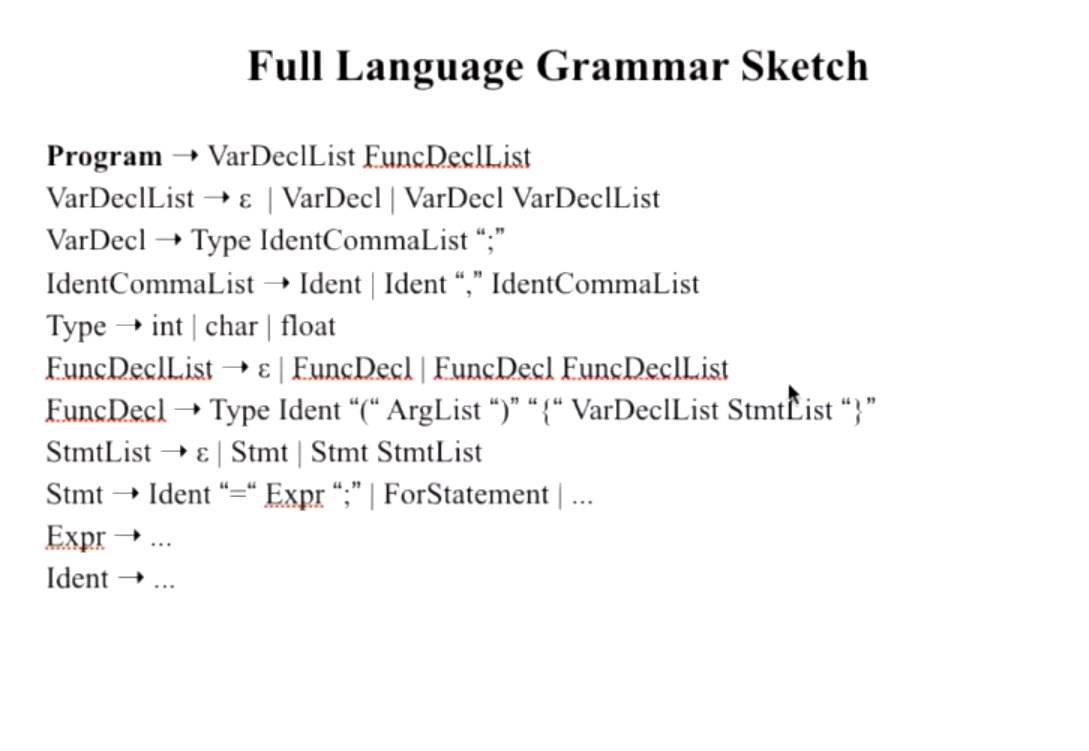 Full Language Grammar Sketch
Program → VarDeclList FuncDeclList
VarDeclList → ε | VarDecl | VarDecl VarDeclList
VarDecl → Type IdentCommaList “;”
IdentCommaList → Ident | Ident “,” IdentCommaList
Type → int | char | float
FuncDeclList → ε | FuncDecl | FuncDecl FuncDeclList
FuncDecl → Type Ident “(“ ArgList “)” “{“ VarDeclList StmtList “}”
StmtList → ε | Stmt | Stmt StmtList
Stmt → Ident “=“ Expr “;” | ForStatement | ...
Expr → ...
Ident → ...